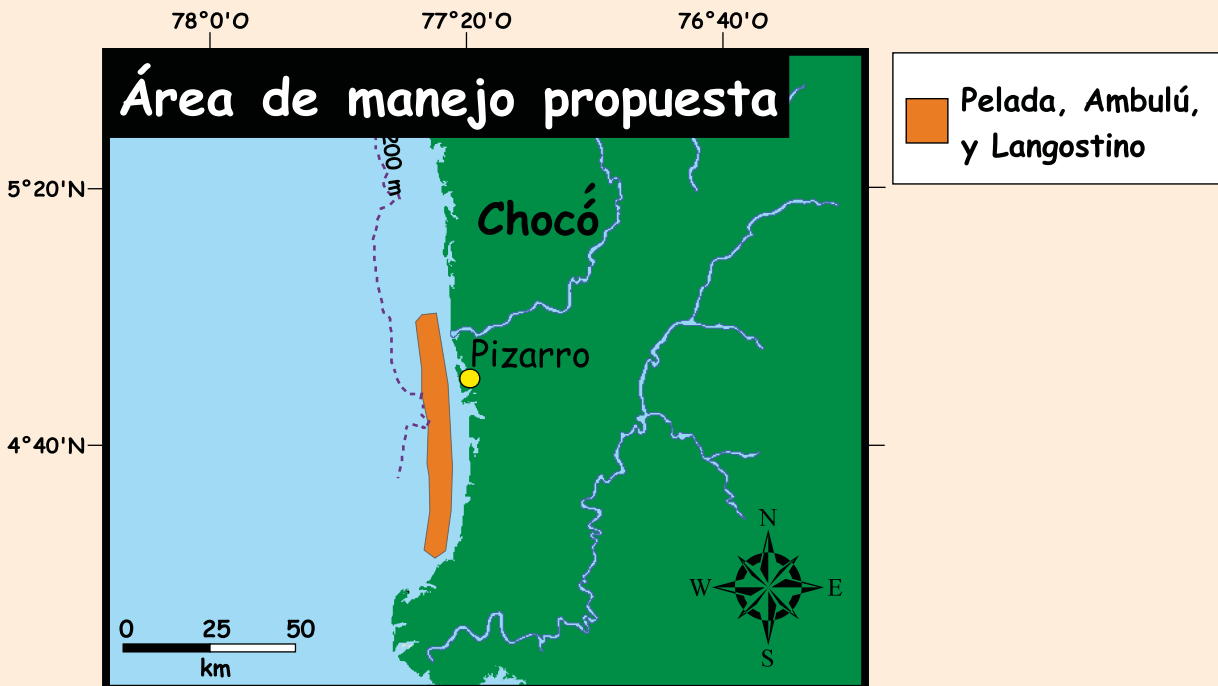 78°0'O 77°20'O 76°40'O
Área de manejo propuesta
Pelada, Ambulú,
y Langostino
200 m
5°20'N
Chocó
Pizarro
4°40'N
N
W E
S
0 25 50
km